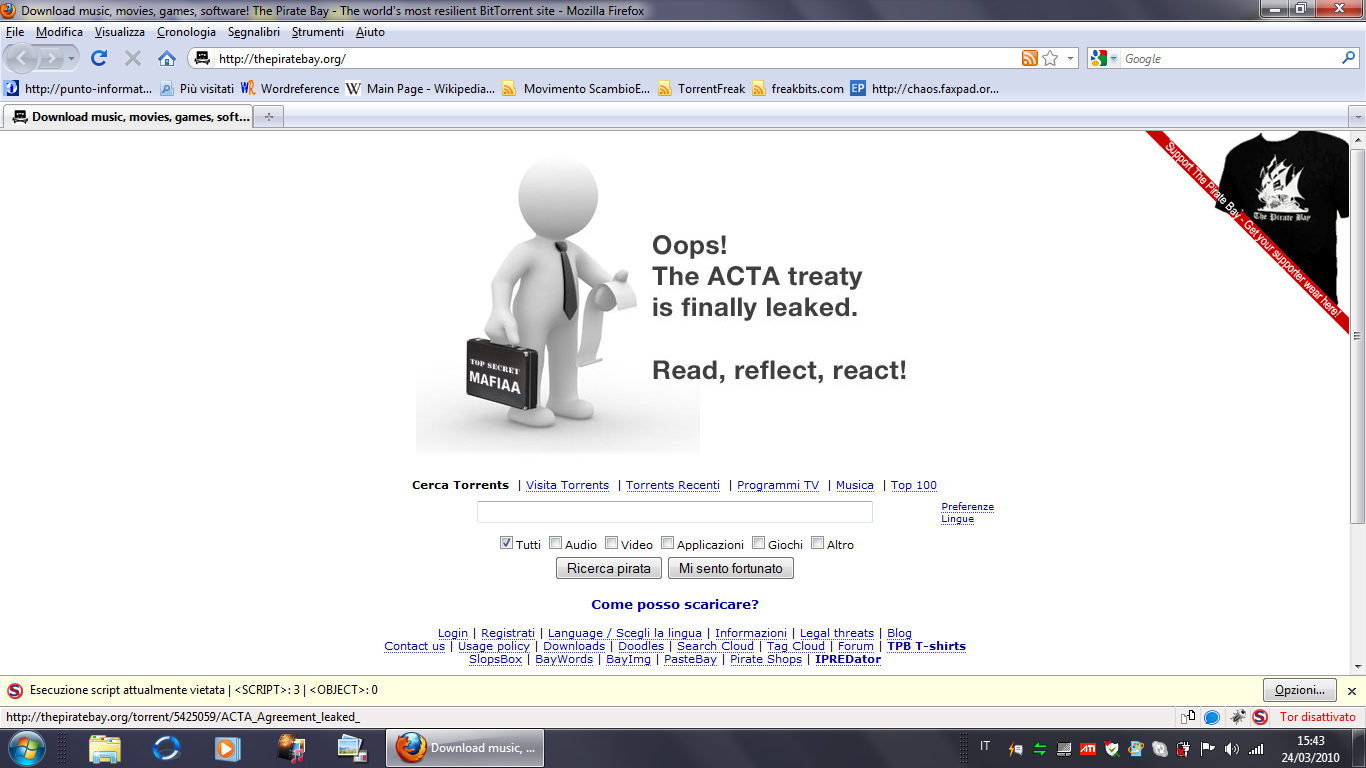 Download music, movies, games, software! The Pirate Bay - The world's most resilient BitTorrent site - Mozilla Firefox
File Modifica Visualizza Cronologia Segnalibri Strumenti Aiuto
http://thepiratebay.org/ Google
http://punto-informat... Più visitati Wordreference Main Page - Wikipedia... Movimento ScambioE... TorrentFreak freakbits.com EP http://chaos.faxpad.or...
Download music, movies, games, soft...
Support The Pirate Bay - Get your supporter wear here!
The Pirate Bay
Oops!
The ACTA treaty
is finally leaked.
Read, reflect, react!
TOP SECRET
MAFIAA
Cerca Torrents | Visita Torrents | Torrents Recenti | Programmi TV | Musica | Top 100
Preferenze
Lingue
Tutti Audio Video Applicazioni Giochi Altro
Ricerca pirata Mi sento fortunato
Come posso scaricare?
Login | Registrati | Language / Scegli la lingua | Informazioni | Legal threats | Blog
Contact us | Usage policy | Downloads | Doodles | Search Cloud | Tag Cloud | Forum | TPB T-shirts
SlopsBox | BayWords | BayImg | PasteBay | Pirate Shops | IPREDator
Esecuzione script attualmente vietata | <SCRIPT>: 3 | <OBJECT>: 0 Opzioni...
http://thepiratebay.org/torrent/5425059/ACTA_Agreement_leaked_ Tor disattivato
Download music, ... IT ATI 15:43
24/03/2010